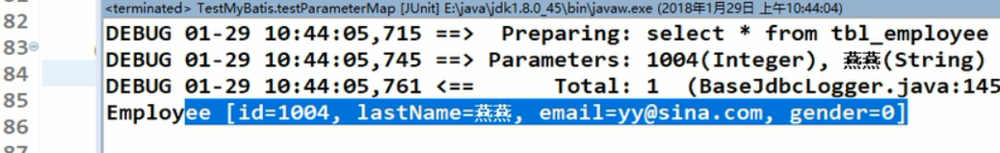 <terminated> TestMyBatis.testParameterMap [JUnit] E:\java\jdk1.8.0_45\bin\javaw.exe (2018年1月29日 上午10:44:04)
DEBUG 01-29 10:44:05,715 ==>  Preparing: select * from tbl_employee
83
DEBUG 01-29 10:44:05,745 ==> Parameters: 1004(Integer), 燕燕(String)
84
DEBUG 01-29 10:44:05,761 <==      Total: 1  (BaseJdbcLogger.java:145
85
Employee [id=1004, lastName=燕燕, email=yy@sina.com, gender=0]
86
87